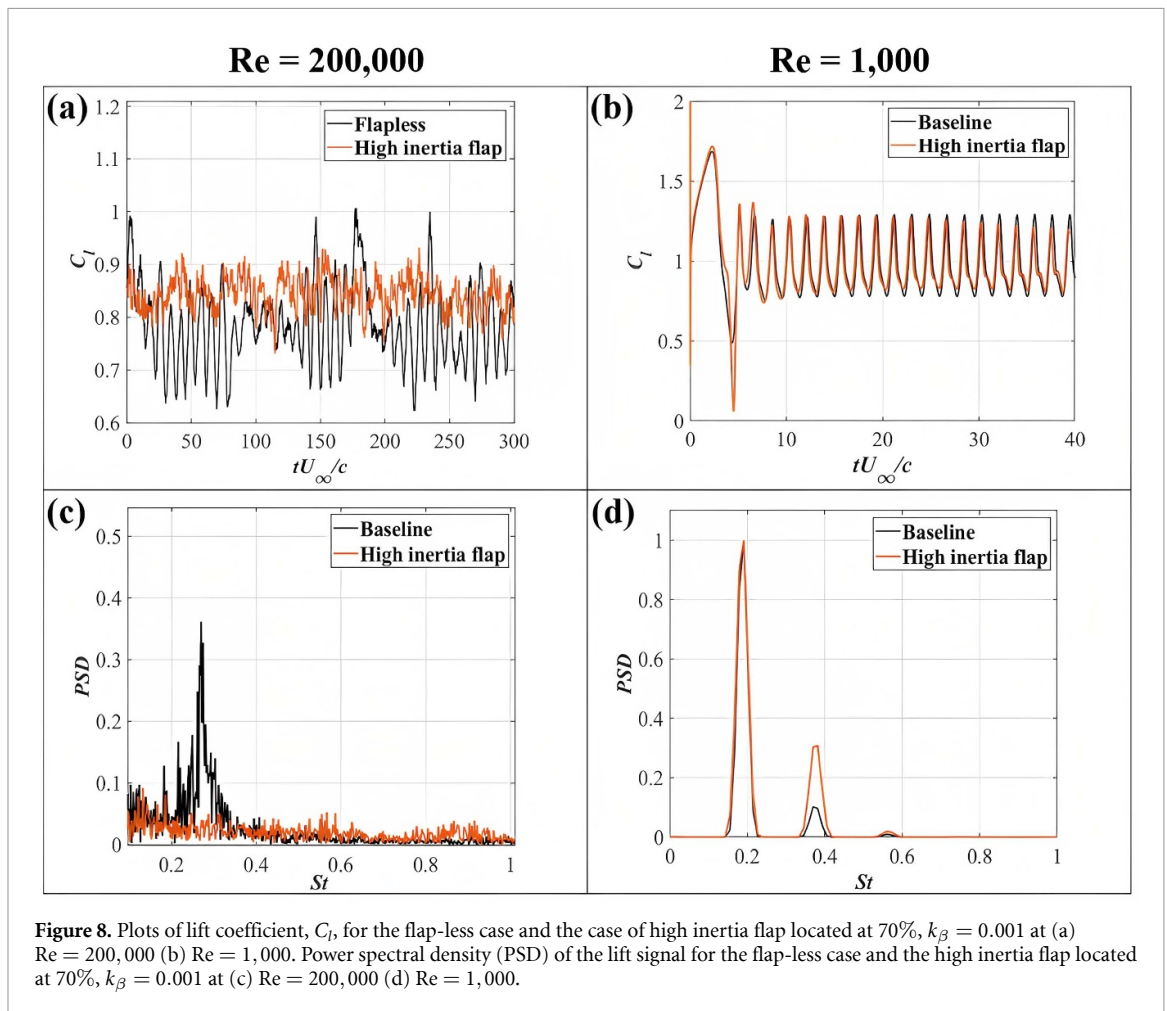 Re = 200,000
Re = 1,000
(a)
1.2
1
0.9
0.8
0.7
0.6
C_l
Flapless
High inertia flap
0 50 100 150 200 250 300
tU_∞/c
(b)
2
1.5
1
0.5
0
C_l
Baseline
High inertia flap
0 10 20 30 40
tU_∞/c
(c)
0.5
0.4
0.3
0.2
0.1
0
PSD
Baseline
High inertia flap
0.2 0.4 0.6 0.8 1
St
(d)
1
0.8
0.6
0.4
0.2
0
PSD
Baseline
High inertia flap
0 0.2 0.4 0.6 0.8 1
St
Figure 8. Plots of lift coefficient, C_l, for the flap-less case and the case of high inertia flap located at 70%, k_β = 0.001 at (a)
Re = 200,000 (b) Re = 1,000. Power spectral density (PSD) of the lift signal for the flap-less case and the high inertia flap located
at 70%, k_β = 0.001 at (c) Re = 200,000 (d) Re = 1,000.